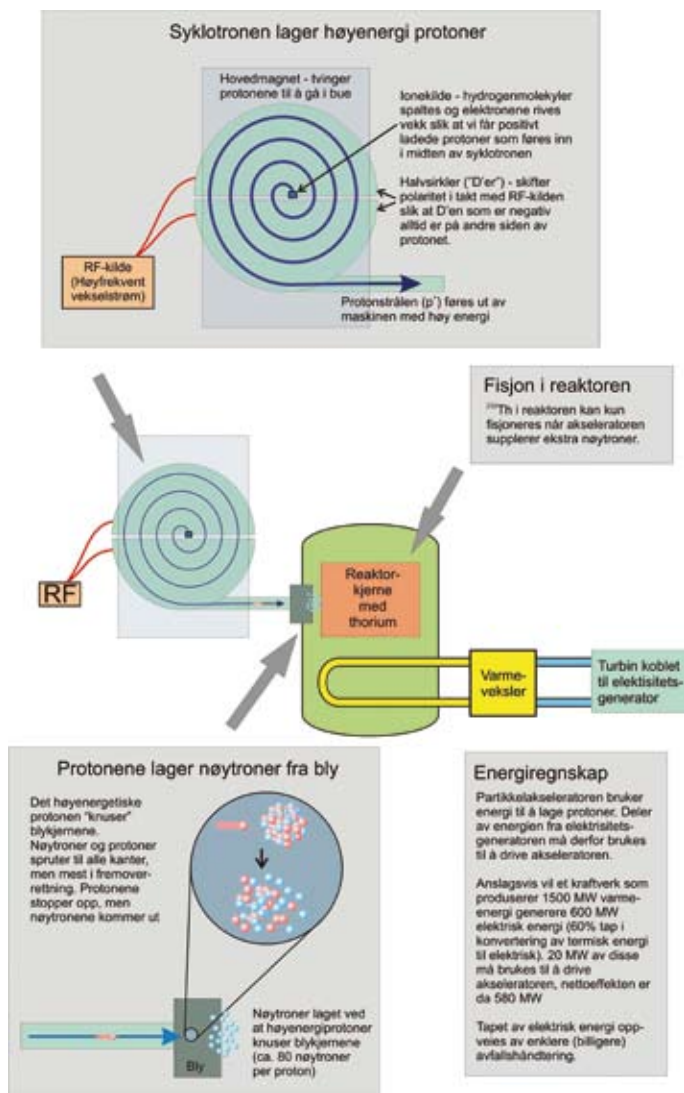 Syklotronen lager høyenergi protoner
Hovedmagnet - tvinger
protonene til å gå i bue
Ionekilde - hydrogenmolekyler
spaltes og elektronene rives
vekk slik at vi får positivt
ladede protoner som føres inn
i midten av syklotronen
Halvsirkler ("D'er") - skifter
polaritet i takt med RF-kilden
slik at D'en som er negativ
alltid er på andre siden av
protonet.
RF-kilde
(Høyfrekvent
vekselstrøm)
Protonstrålen (p⁺) føres ut av
maskinen med høy energi
Fisjon i reaktoren
Th i reaktoren kan kun
fisjoneres når akseleratoren
supplerer ekstra nøytroner.
RF
Reaktor-
kjerne
med
thorium
Varme-
veksler
Turbin koblet
til elektisitets-
generator
Protonene lager nøytroner fra bly
Det høyenergetiske
protonen "knuser"
blykjernene.
Nøytroner og protoner
spruter til alle kanter,
men mest i fremover-
rettning. Protonene
stopper opp, men
nøytronene kommer ut
Bly
Nøytroner laget ved
at høyenergiprotoner
knuser blykjernene
(ca. 80 nøytroner
per proton)
Energiregnskap
Partikkelakseleratoren bruker
energi til å lage protoner. Deler
av energien fra elektrisitets-
generatoren må derfor brukes
til å drive akseleratoren.
Anslagsvis vil et kraftverk som
produserer 1500 MW varme-
energi generere 600 MW
elektrisk energi (60% tap i
konvertering av termisk energi
til elektrisk). 20 MW av disse
må brukes til å drive
akseleratoren, nettoeffekten er
da 580 MW
Tapet av elektrisk energi opp-
veies av enklere (billigere)
avfallshåndtering.